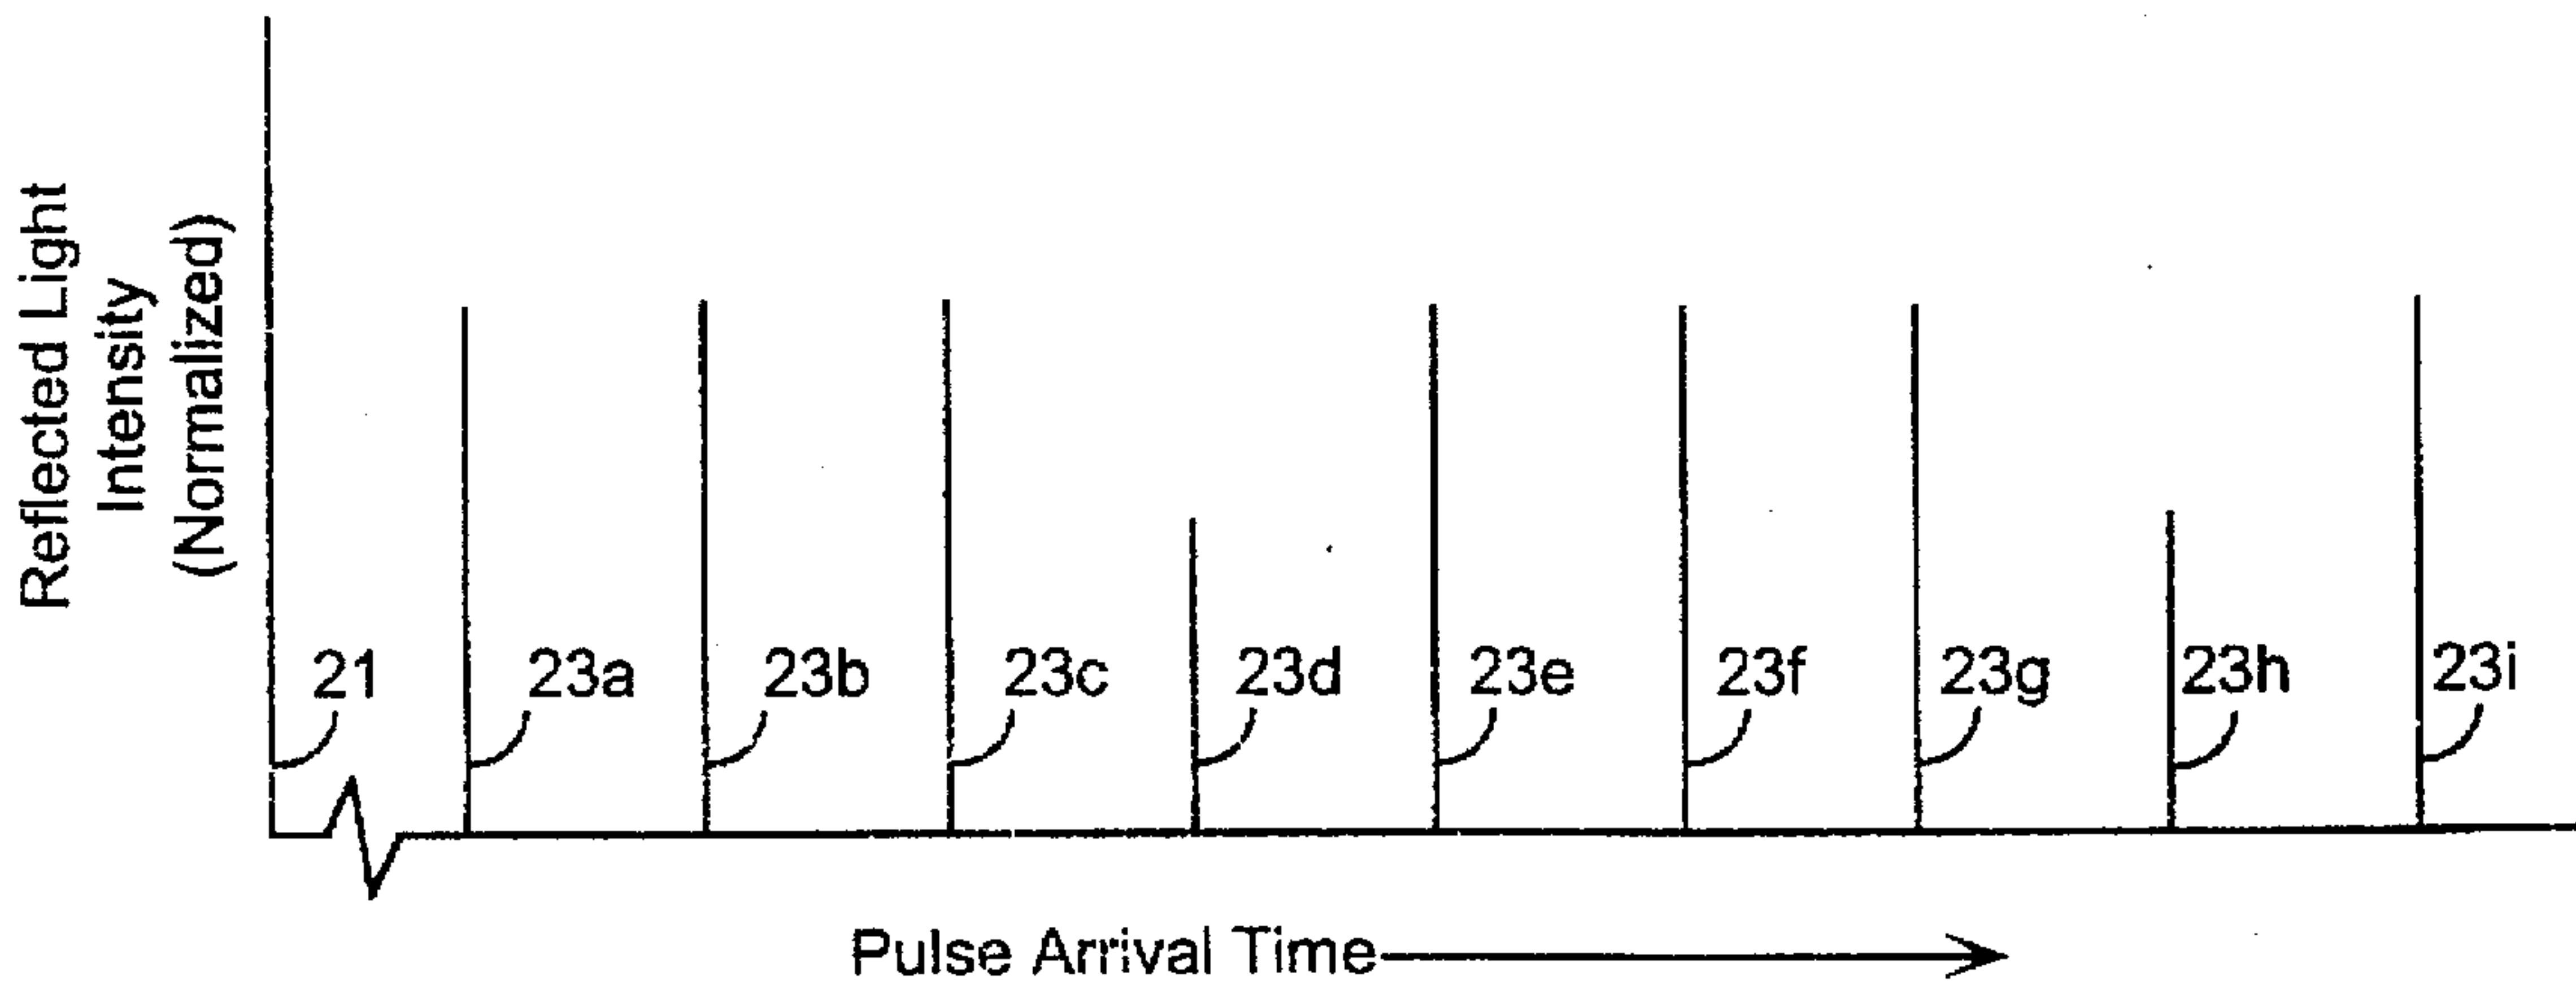 Reflected Light
Intensity
(Normalized)
21
23a
23b
23c
23d
23e
23f
23g
23h
23i
Pulse Arrival Time